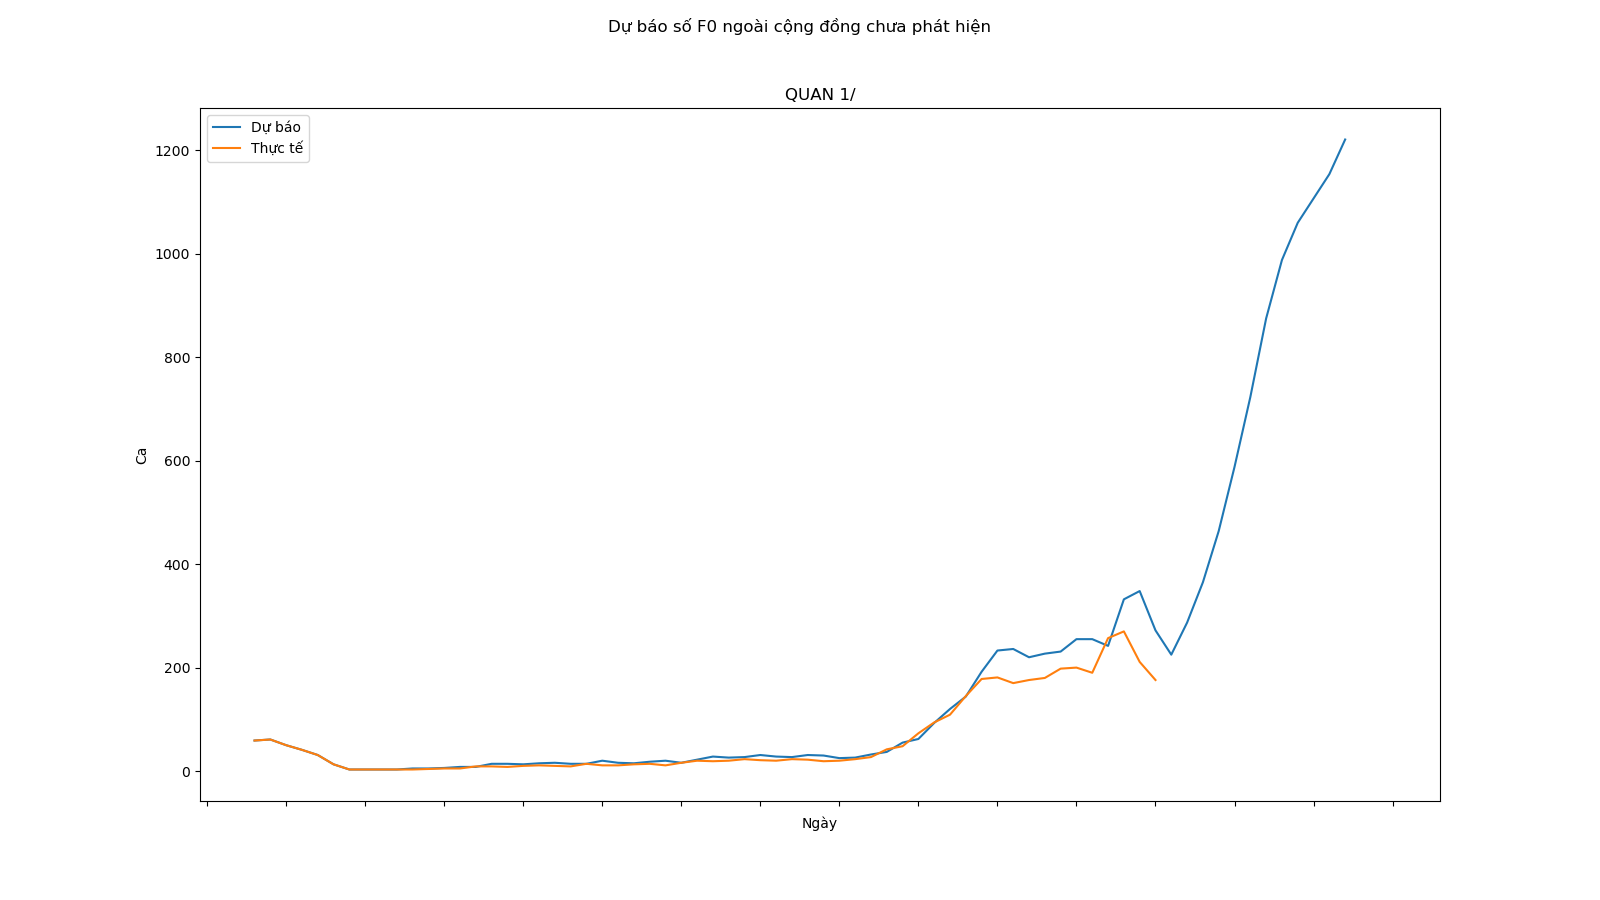 Dự báo số F0 ngoài cộng đồng chưa phát hiện
QUAN 1/
Dự báo
Thực tế
1200
1000
800
600
400
200
0
Ca
Ngày